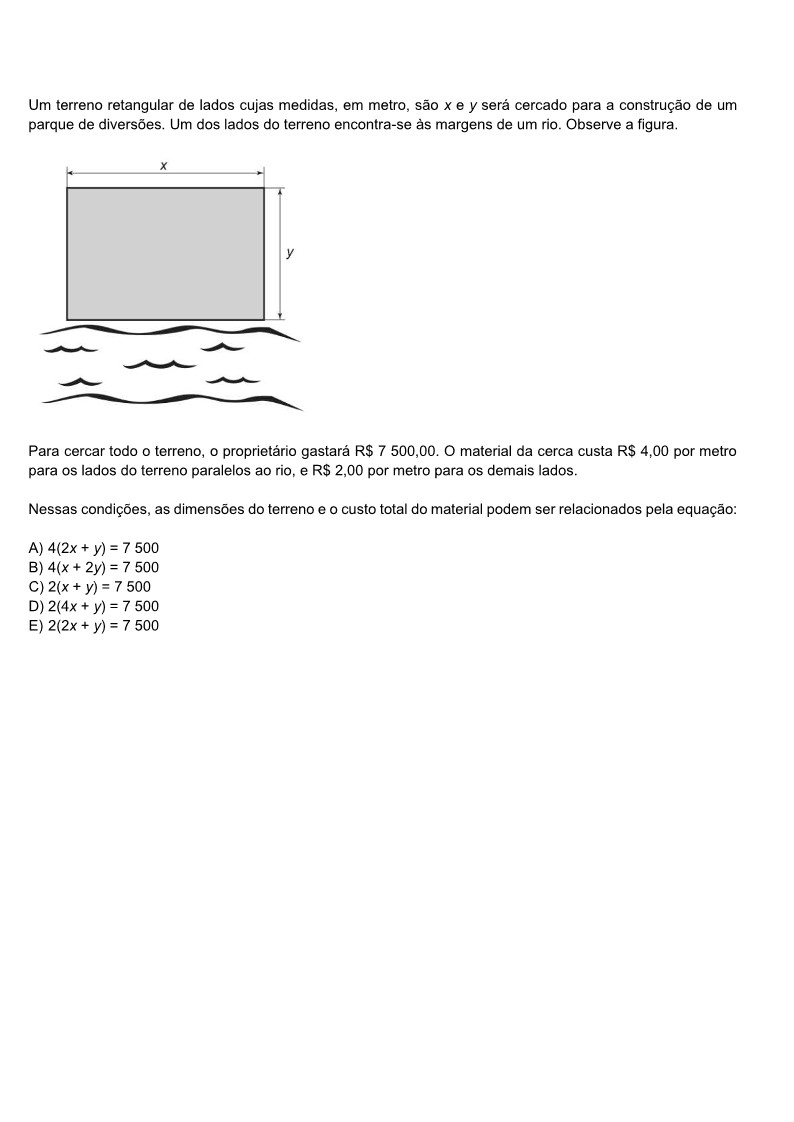 Um terreno retangular de lados cujas medidas, em metro, são x e y será cercado para a construção de um
parque de diversões. Um dos lados do terreno encontra-se às margens de um rio. Observe a figura.
x
y
Para cercar todo o terreno, o proprietário gastará R$ 7 500,00. O material da cerca custa R$ 4,00 por metro
para os lados do terreno paralelos ao rio, e R$ 2,00 por metro para os demais lados.
Nessas condições, as dimensões do terreno e o custo total do material podem ser relacionados pela equação:
A) 4(2x + y) = 7 500
B) 4(x + 2y) = 7 500
C) 2(x + y) = 7 500
D) 2(4x + y) = 7 500
E) 2(2x + y) = 7 500